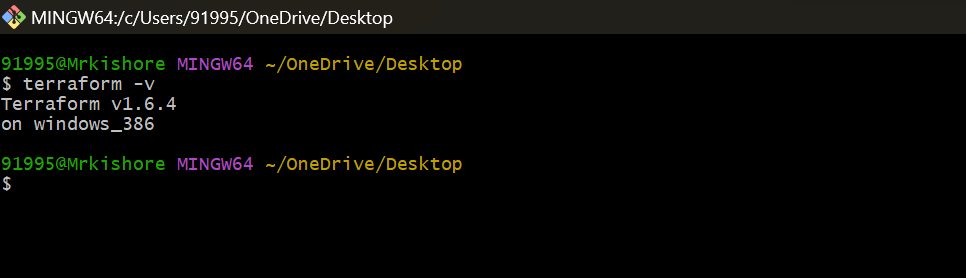 MINGW64:/c/Users/91995/OneDrive/Desktop
91995@Mrkishore MINGW64 ~/OneDrive/Desktop
$ terraform -v
Terraform v1.6.4
on windows_386
91995@Mrkishore MINGW64 ~/OneDrive/Desktop
$